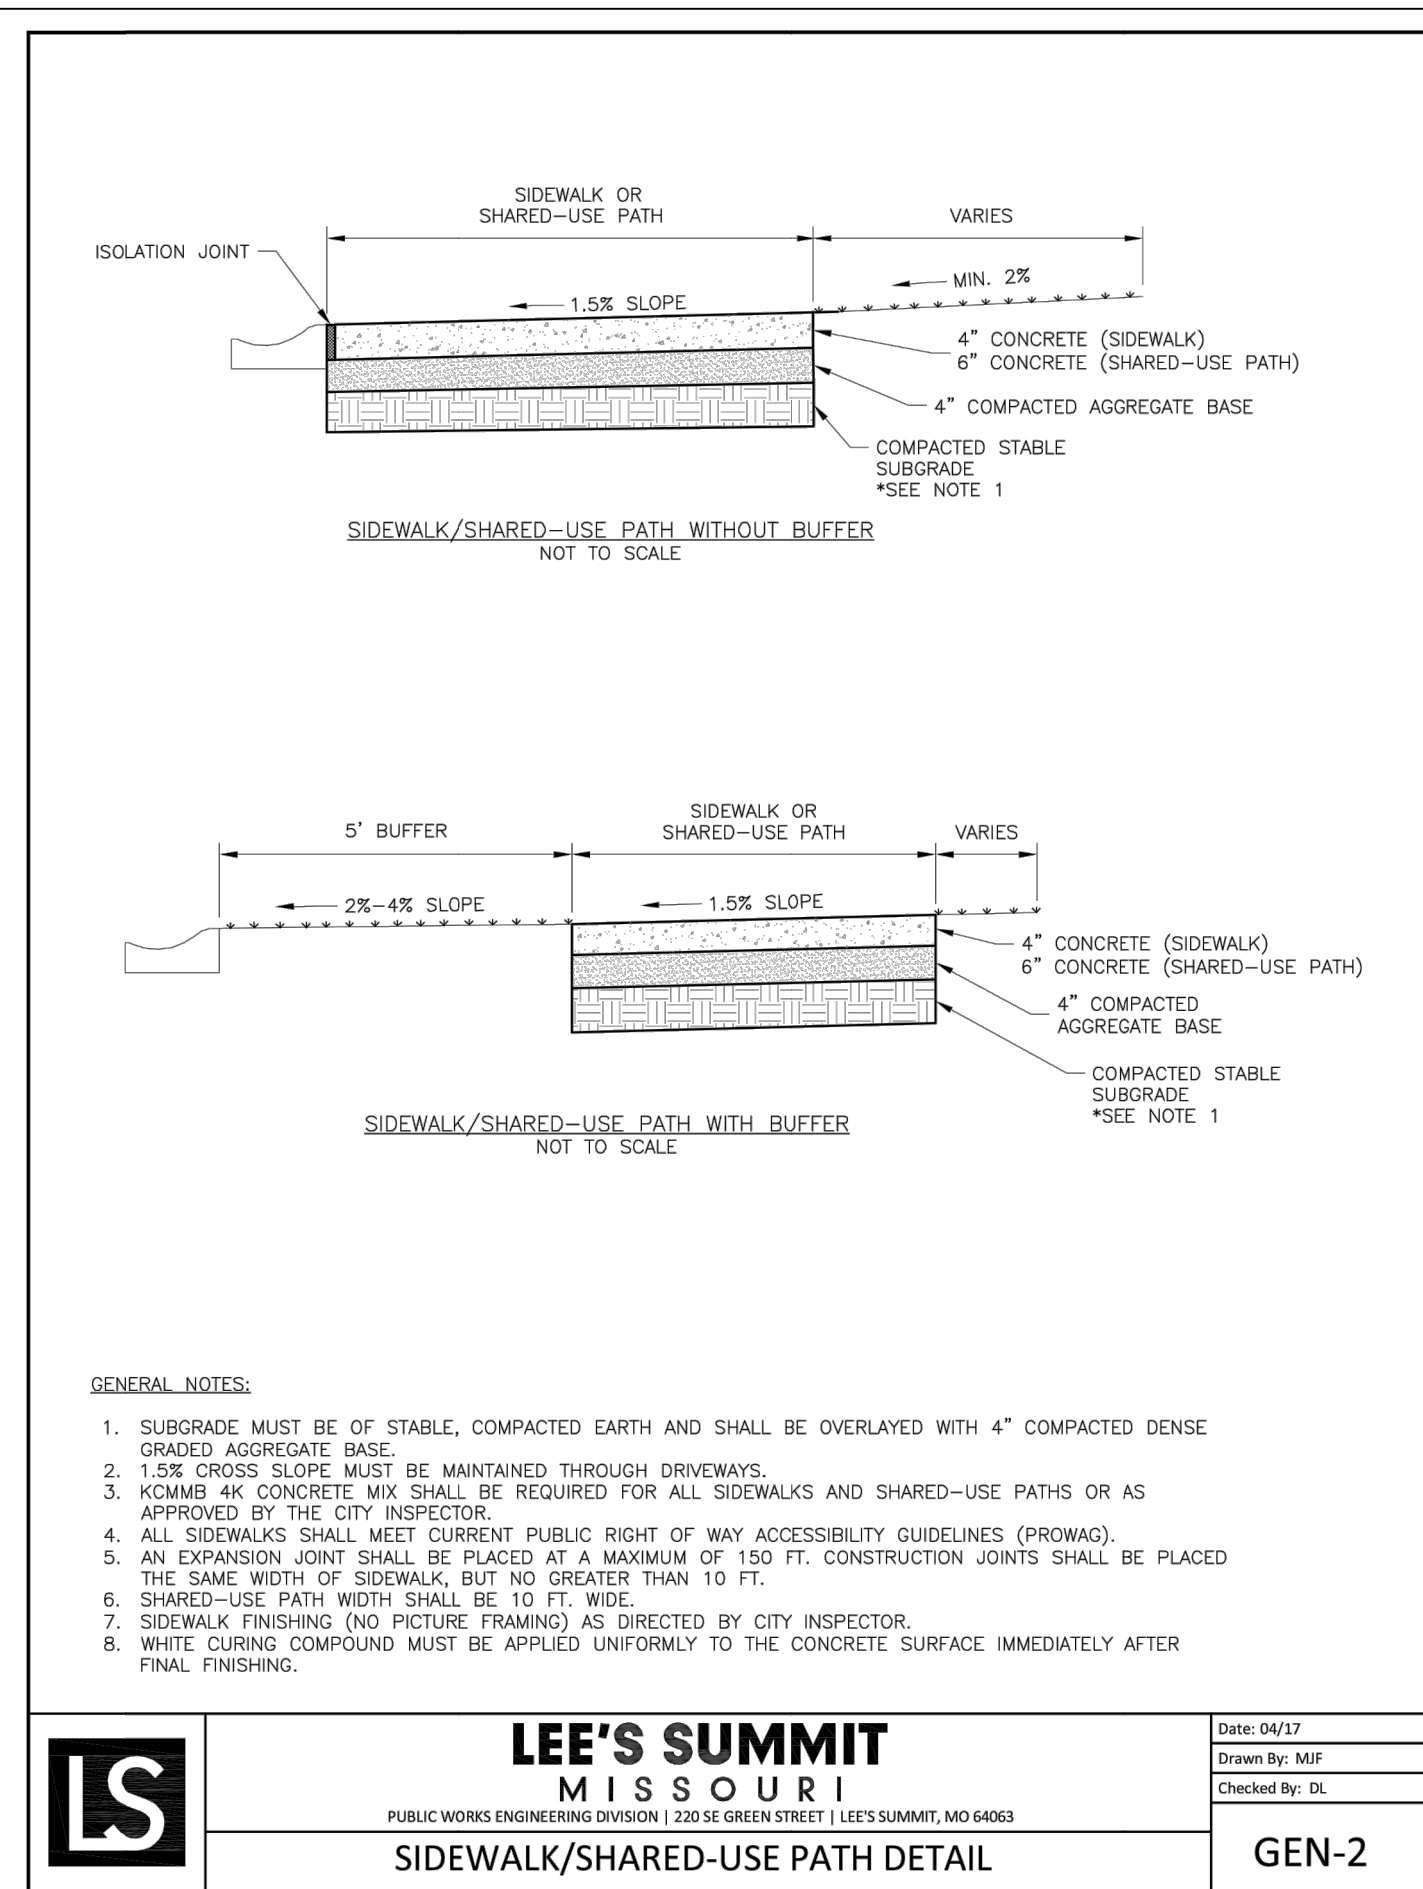 SIDEWALK OR
SHARED-USE PATH
VARIES
ISOLATION JOINT
MIN. 2%
1.5% SLOPE
4" CONCRETE (SIDEWALK)
6" CONCRETE (SHARED-USE PATH)
4" COMPACTED AGGREGATE BASE
COMPACTED STABLE
SUBGRADE
*SEE NOTE 1
SIDEWALK/SHARED-USE PATH WITHOUT BUFFER
NOT TO SCALE
5' BUFFER
SIDEWALK OR
SHARED-USE PATH
VARIES
2%-4% SLOPE
1.5% SLOPE
4" CONCRETE (SIDEWALK)
6" CONCRETE (SHARED-USE PATH)
4" COMPACTED
AGGREGATE BASE
COMPACTED STABLE
SUBGRADE
*SEE NOTE 1
SIDEWALK/SHARED-USE PATH WITH BUFFER
NOT TO SCALE
GENERAL NOTES:
1. SUBGRADE MUST BE OF STABLE, COMPACTED EARTH AND SHALL BE OVERLAYED WITH 4" COMPACTED DENSE
GRADED AGGREGATE BASE.
2. 1.5% CROSS SLOPE MUST BE MAINTAINED THROUGH DRIVEWAYS.
3. KCMMB 4K CONCRETE MIX SHALL BE REQUIRED FOR ALL SIDEWALKS AND SHARED-USE PATHS OR AS
APPROVED BY THE CITY INSPECTOR.
4. ALL SIDEWALKS SHALL MEET CURRENT PUBLIC RIGHT OF WAY ACCESSIBILITY GUIDELINES (PROWAG).
5. AN EXPANSION JOINT SHALL BE PLACED AT A MAXIMUM OF 150 FT. CONSTRUCTION JOINTS SHALL BE PLACED
THE SAME WIDTH OF SIDEWALK, BUT NO GREATER THAN 10 FT.
6. SHARED-USE PATH WIDTH SHALL BE 10 FT. WIDE.
7. SIDEWALK FINISHING (NO PICTURE FRAMING) AS DIRECTED BY CITY INSPECTOR.
8. WHITE CURING COMPOUND MUST BE APPLIED UNIFORMLY TO THE CONCRETE SURFACE IMMEDIATELY AFTER
FINAL FINISHING.
LS
LEE'S SUMMIT
MISSOURI
PUBLIC WORKS ENGINEERING DIVISION | 220 SE GREEN STREET | LEE'S SUMMIT, MO 64063
SIDEWALK/SHARED-USE PATH DETAIL
Date: 04/17
Drawn By: MJF
Checked By: DL
GEN-2